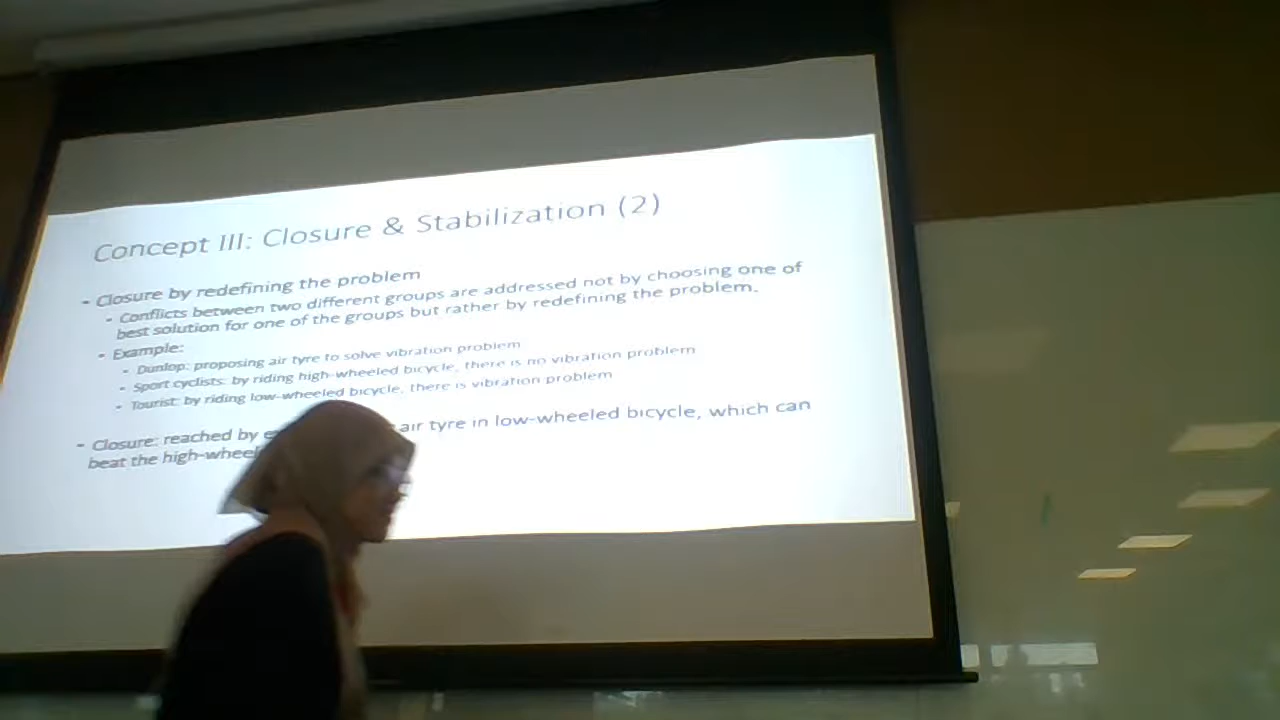 Concept III: Closure & Stabilization (2)
- Closure by redefining the problem
- Conflicts between two different groups are addressed not by choosing one of
best solution for one of the groups but rather by redefining the problem.
- Example:
- Dunlop: proposing air tyre to solve vibration problem
- Sport cyclists: by riding high-wheeled bicycle, there is no vibration problem
- Tourist: by riding low-wheeled bicycle, there is vibration problem
- Closure: reached by air tyre in low-wheeled bicycle, which can
beat the